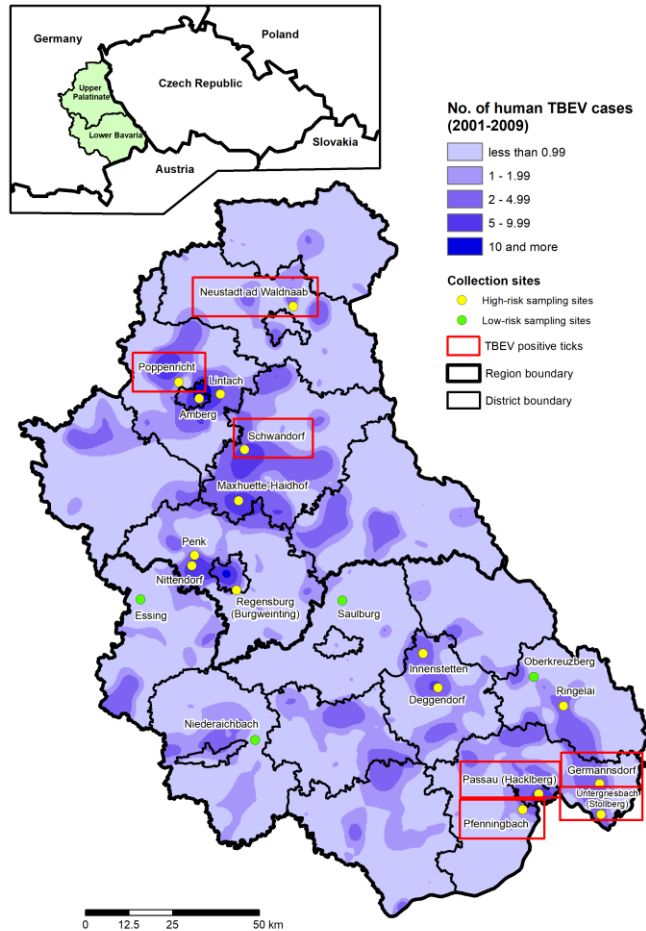 Germany
Poland
Czech Republic
Upper
Palatinate
Lower Bavaria
Slovakia
Austria
No. of human TBEV cases
(2001-2009)
less than 0.99
1 - 1.99
2 - 4.99
5 - 9.99
10 and more
Collection sites
High-risk sampling sites
Low-risk sampling sites
TBEV positive ticks
Region boundary
District boundary
Neustadt ad Waldnaab
Poppenricht
Lintach
Amberg
Schwandorf
Maxhuette-Haidhof
Penk
Nittendorf
Regensburg
(Burgweinting)
Essing
Saulburg
Innenstetten
Deggendorf
Oberkreuzberg
Ringelai
Niederaichbach
Germannsdorf
Passau (Hacklberg)
Untergriesbach
(Stollberg)
Pfenningbach
0 12.5 25 50 km